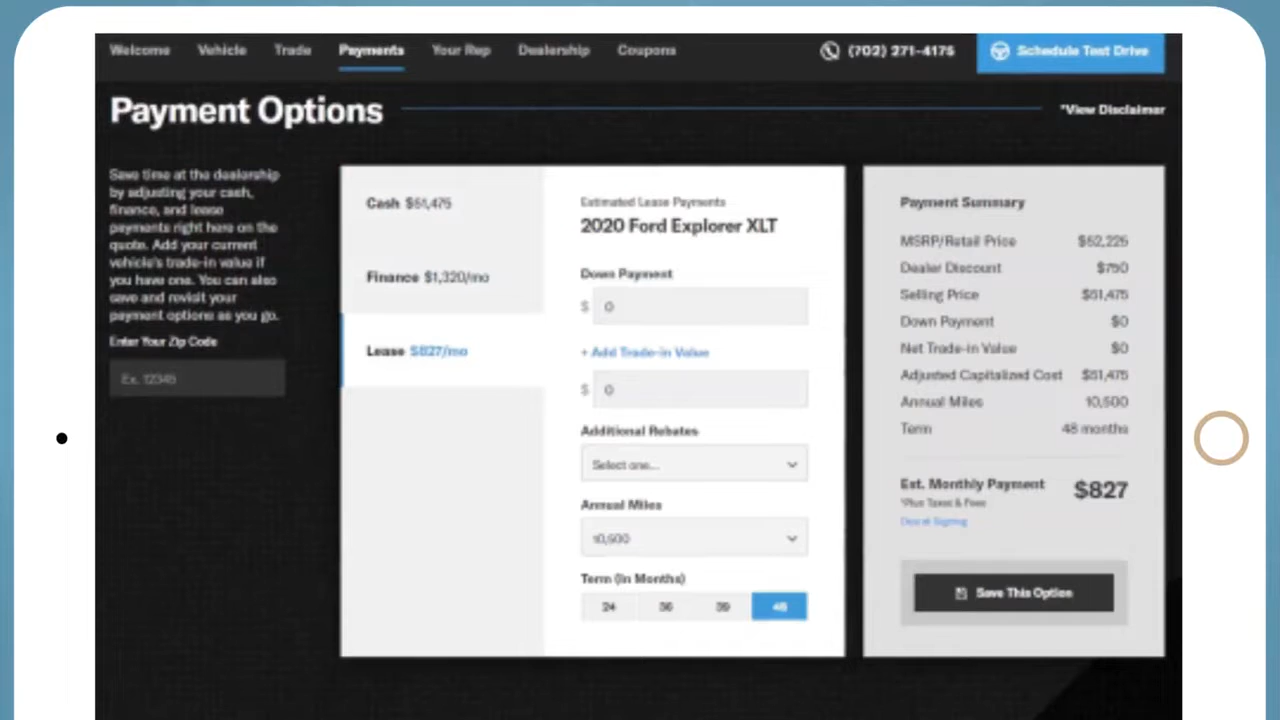 Welcome Vehicle Trade Payments Your Rep Dealership Coupons (702) 271-4175 Schedule Test Drive
Payment Options
*View Disclaimer
Save time at the dealership
by adjusting your cash,
finance, and lease
payments right here on the
quote. Add your current
vehicle's trade-in value if
you have one. You can also
save and revisit your
payment options as you go.
Enter Your Zip Code
Ex. 12345
Cash $51,475
Finance $1,320/mo
Lease $827/mo
Estimated Lease Payments
2020 Ford Explorer XLT
Down Payment
$ 0
+ Add Trade-in Value
$ 0
Additional Rebates
Select one...
Annual Miles
10,500
Term (in Months)
24 36 39 48
Payment Summary
MSRP/Retail Price $52,225
Dealer Discount $750
Selling Price $51,475
Down Payment $0
Net Trade-in Value $0
Adjusted Capitalized Cost $51,475
Annual Miles 10,500
Term 48 months
Est. Monthly Payment $827
*Plus Taxes & Fees
Due at Signing
Save This Option